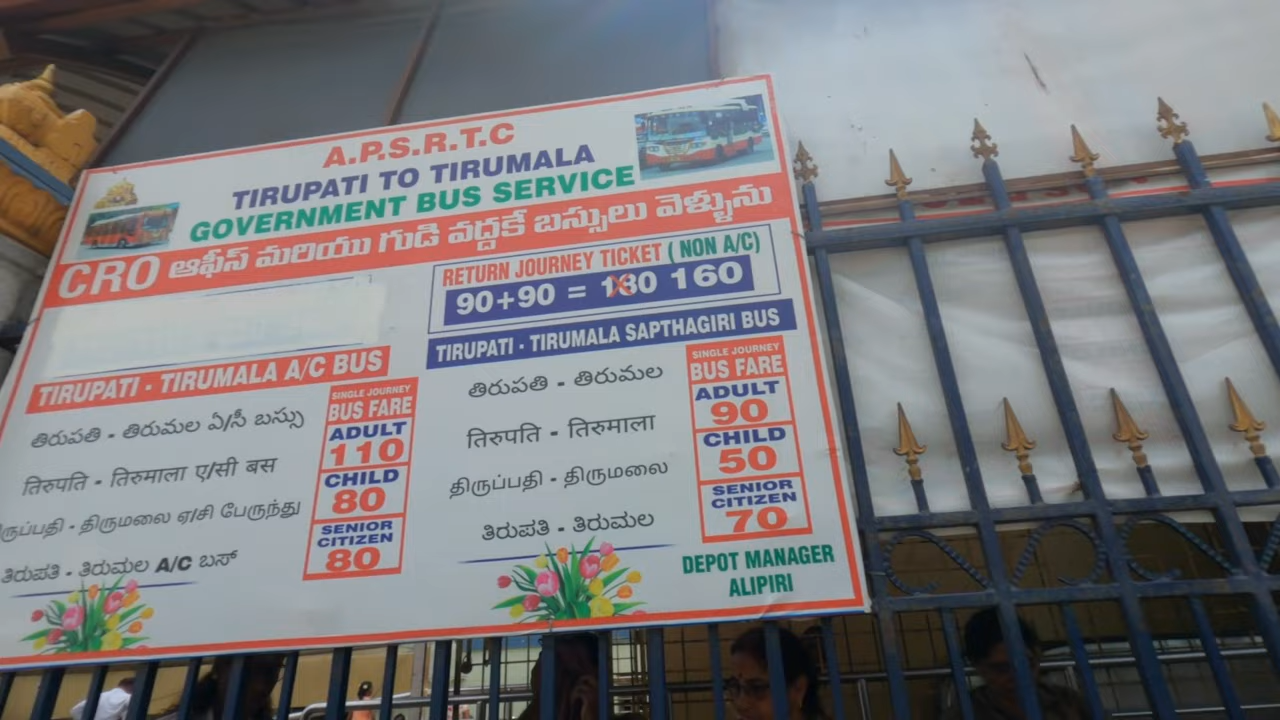 A.P.S.R.T.C
TIRUPATI TO TIRUMALA
GOVERNMENT BUS SERVICE
CRO ఆఫీస్ మరియు గుడి వద్దకే బస్సులు వెళ్ళును
RETURN JOURNEY TICKET ( NON A/C)
90+90 = 180 160
TIRUPATI - TIRUMALA A/C BUS
తిరుపతి - తిరుమల ఏ/సీ బస్సు
तिरुपति - तिरुमाला ए/सी बस
ருப்பதி - திருமலை ஏ/சி பேருந்து
ತಿರುಪತಿ - ತಿರುಮಲ A/C ಬಸ್
SINGLE JOURNEY
BUS FARE
ADULT
110
CHILD
80
SENIOR
CITIZEN
80
TIRUPATI - TIRUMALA SAPTHAGIRI BUS
తిరుపతి - తిరుమల
तिरुपति - तिरुमाला
திருப்பதி - திருமலை
ತಿರುಪತಿ - ತಿರುಮಲ
SINGLE JOURNEY
BUS FARE
ADULT
90
CHILD
50
SENIOR
CITIZEN
70
DEPOT MANAGER
ALIPIRI